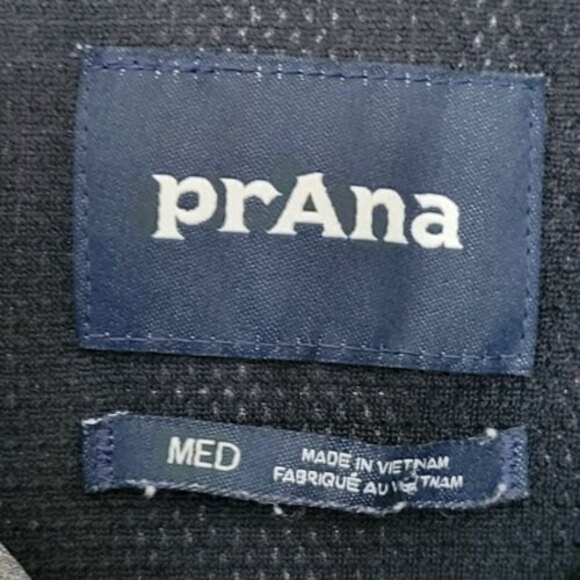 prAna
MED
MADE IN VIETNAM
FABRIQUÉ AU VIETNAM